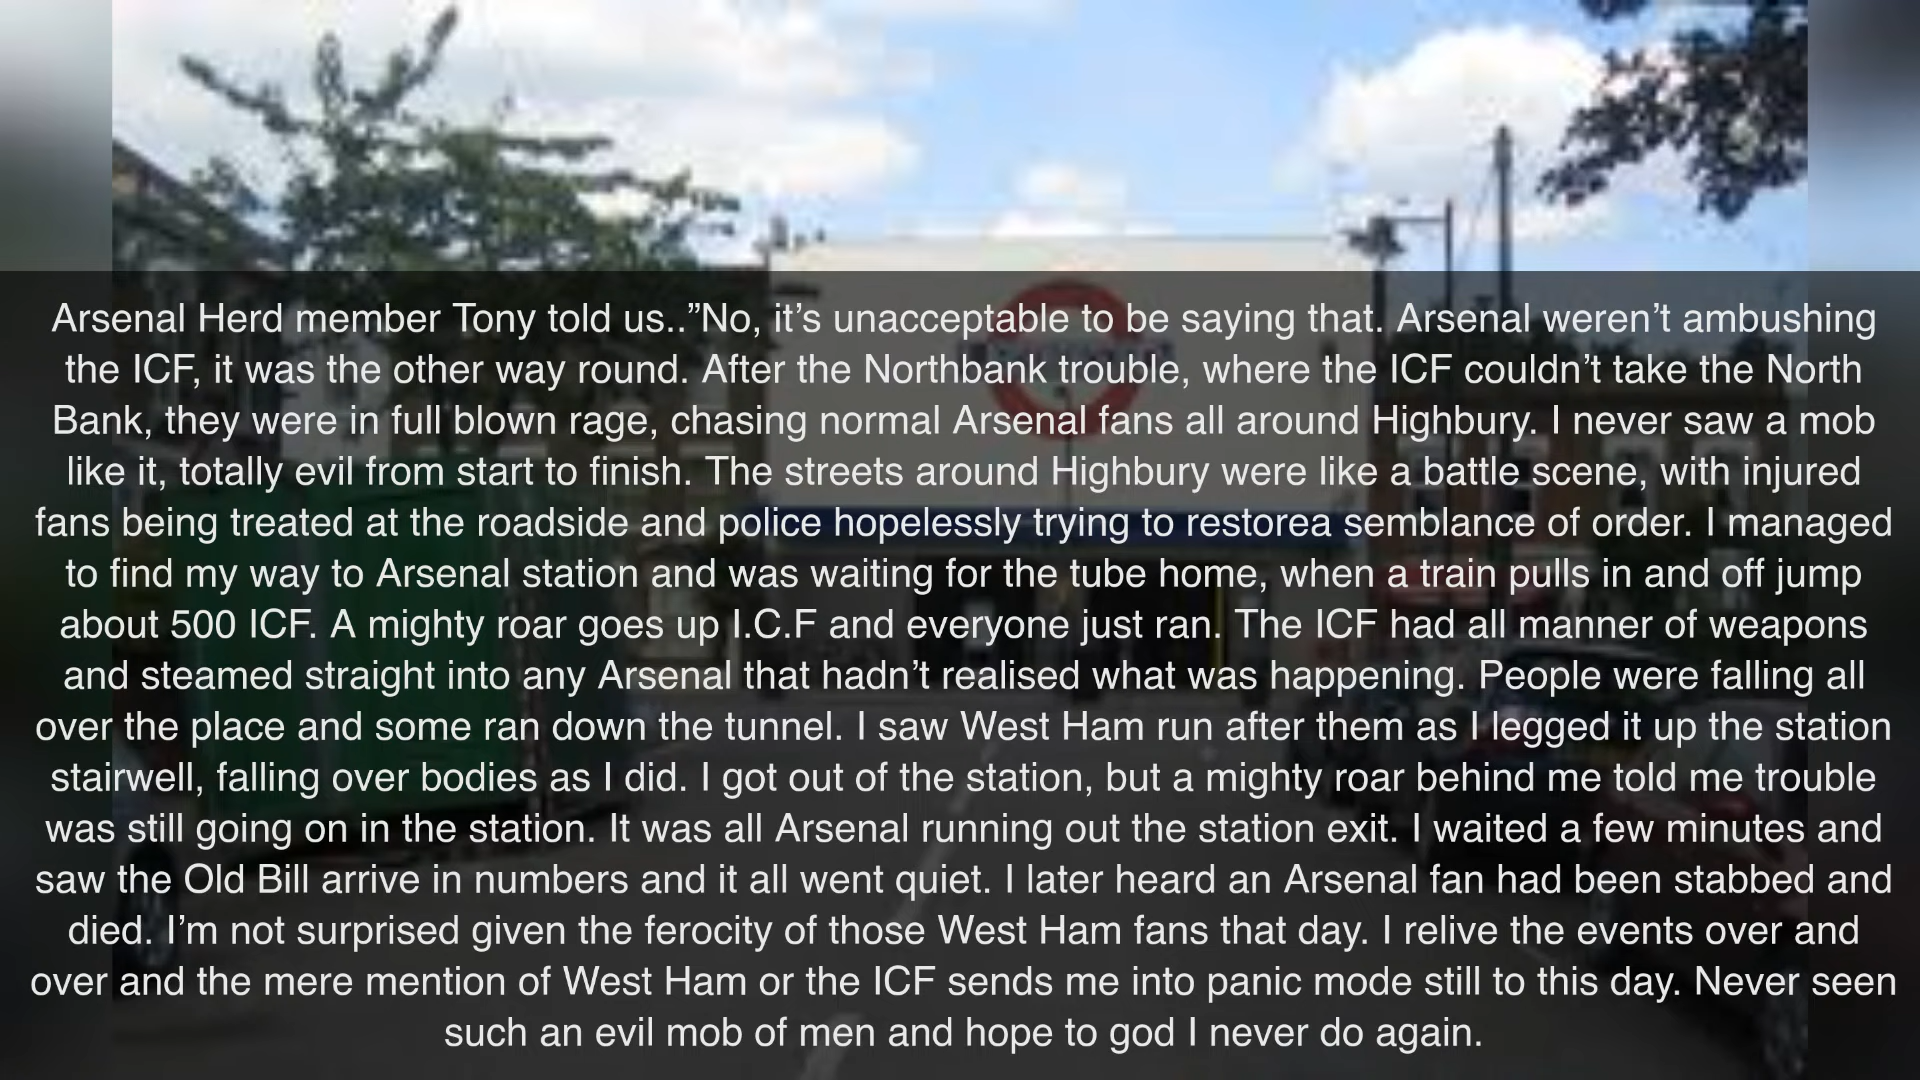 Arsenal Herd member Tony told us..”No, it’s unacceptable to be saying that. Arsenal weren’t ambushing
the ICF, it was the other way round. After the Northbank trouble, where the ICF couldn’t take the North
Bank, they were in full blown rage, chasing normal Arsenal fans all around Highbury. I never saw a mob
like it, totally evil from start to finish. The streets around Highbury were like a battle scene, with injured
fans being treated at the roadside and police hopelessly trying to restorea semblance of order. I managed
to find my way to Arsenal station and was waiting for the tube home, when a train pulls in and off jump
about 500 ICF. A mighty roar goes up I.C.F and everyone just ran. The ICF had all manner of weapons
and steamed straight into any Arsenal that hadn’t realised what was happening. People were falling all
over the place and some ran down the tunnel. I saw West Ham run after them as I legged it up the station
stairwell, falling over bodies as I did. I got out of the station, but a mighty roar behind me told me trouble
was still going on in the station. It was all Arsenal running out the station exit. I waited a few minutes and
saw the Old Bill arrive in numbers and it all went quiet. I later heard an Arsenal fan had been stabbed and
died. I’m not surprised given the ferocity of those West Ham fans that day. I relive the events over and
over and the mere mention of West Ham or the ICF sends me into panic mode still to this day. Never seen
such an evil mob of men and hope to god I never do again.